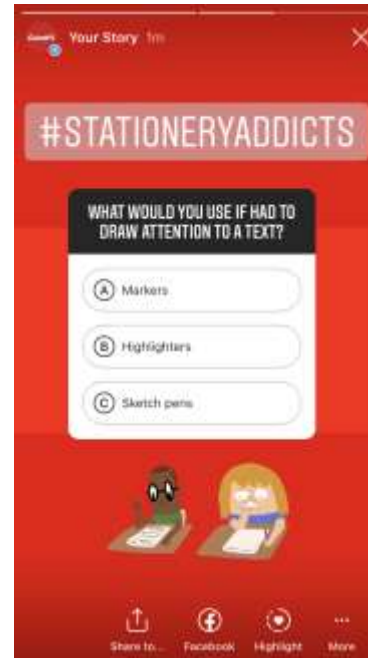 Your Story 1m
#STATIONERYADDICTS
WHAT WOULD YOU USE IF HAD TO
DRAW ATTENTION TO A TEXT?
A Markers
B Highlighters
C Sketch pens
Share to... Facebook Highlight More